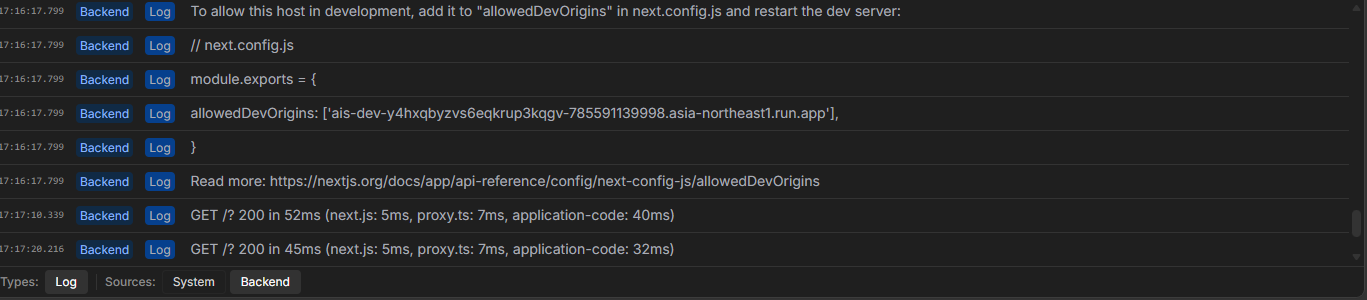 17:16:17.799 Backend Log To allow this host in development, add it to "allowedDevOrigins" in next.config.js and restart the dev server:
17:16:17.799 Backend Log // next.config.js
17:16:17.799 Backend Log module.exports = {
17:16:17.799 Backend Log allowedDevOrigins: ['ais-dev-y4hxqbyzvs6eqkrup3kqgv-785591139998.asia-northeast1.run.app'],
17:16:17.799 Backend Log }
17:16:17.799 Backend Log Read more: https://nextjs.org/docs/app/api-reference/config/next-config-js/allowedDevOrigins
17:17:10.339 Backend Log GET /? 200 in 52ms (next.js: 5ms, proxy.ts: 7ms, application-code: 40ms)
17:17:20.216 Backend Log GET /? 200 in 45ms (next.js: 5ms, proxy.ts: 7ms, application-code: 32ms)
Types: Log Sources: System Backend